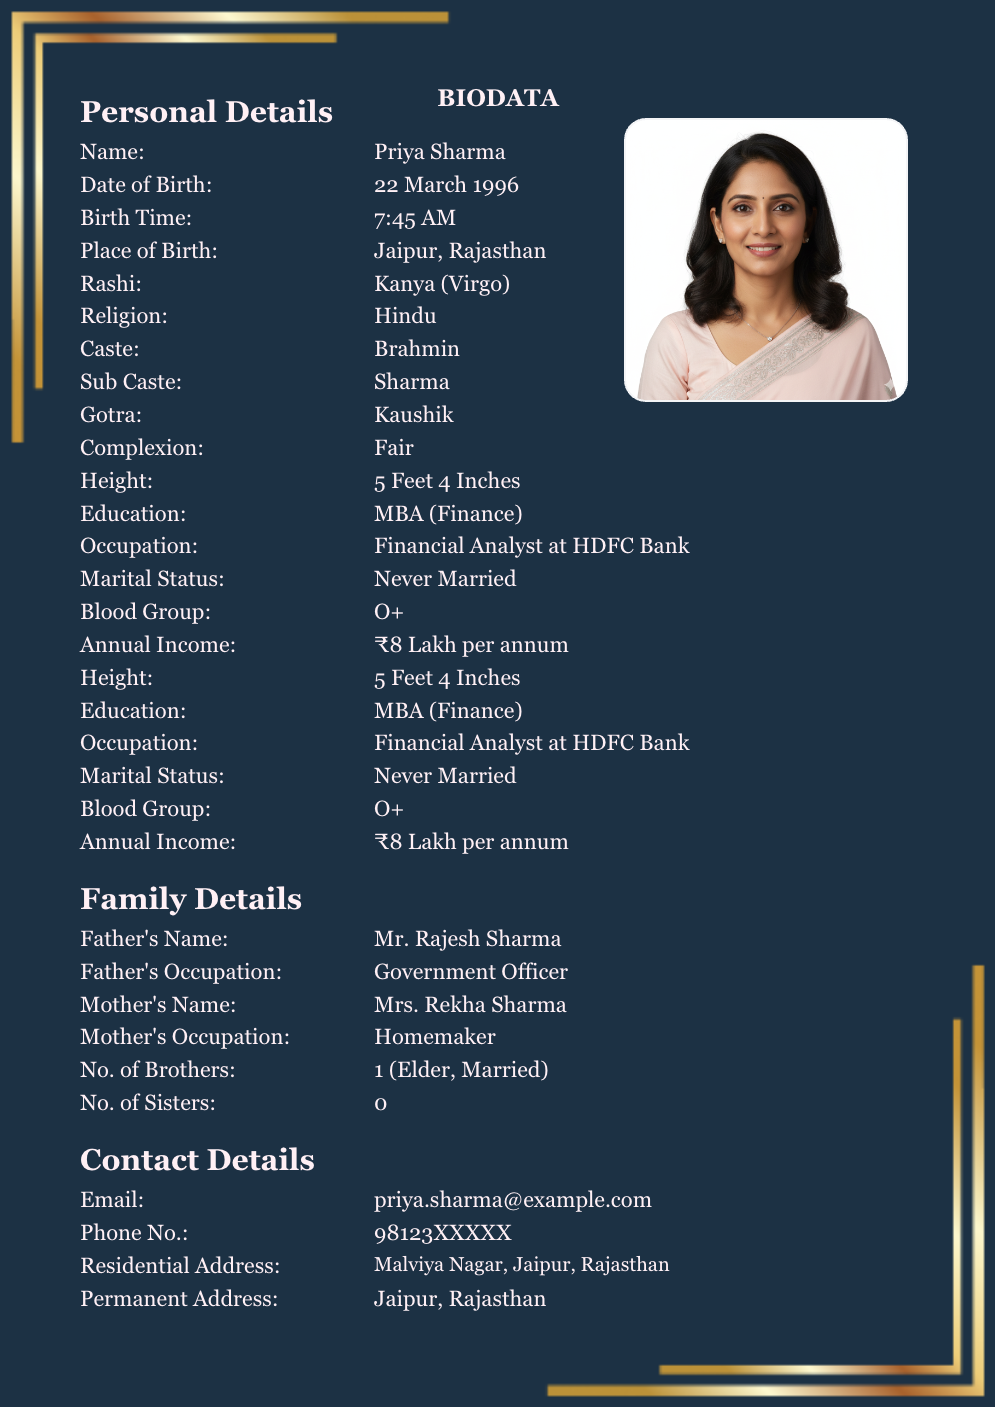 BIODATA
Personal Details
Name: Priya Sharma
Date of Birth: 22 March 1996
Birth Time: 7:45 AM
Place of Birth: Jaipur, Rajasthan
Rashi: Kanya (Virgo)
Religion: Hindu
Caste: Brahmin
Sub Caste: Sharma
Gotra: Kaushik
Complexion: Fair
Height: 5 Feet 4 Inches
Education: MBA (Finance)
Occupation: Financial Analyst at HDFC Bank
Marital Status: Never Married
Blood Group: O+
Annual Income: ₹8 Lakh per annum
Height: 5 Feet 4 Inches
Education: MBA (Finance)
Occupation: Financial Analyst at HDFC Bank
Marital Status: Never Married
Blood Group: O+
Annual Income: ₹8 Lakh per annum
Family Details
Father's Name: Mr. Rajesh Sharma
Father's Occupation: Government Officer
Mother's Name: Mrs. Rekha Sharma
Mother's Occupation: Homemaker
No. of Brothers: 1 (Elder, Married)
No. of Sisters: 0
Contact Details
Email: priya.sharma@example.com
Phone No.: 98123XXXXX
Residential Address: Malviya Nagar, Jaipur, Rajasthan
Permanent Address: Jaipur, Rajasthan